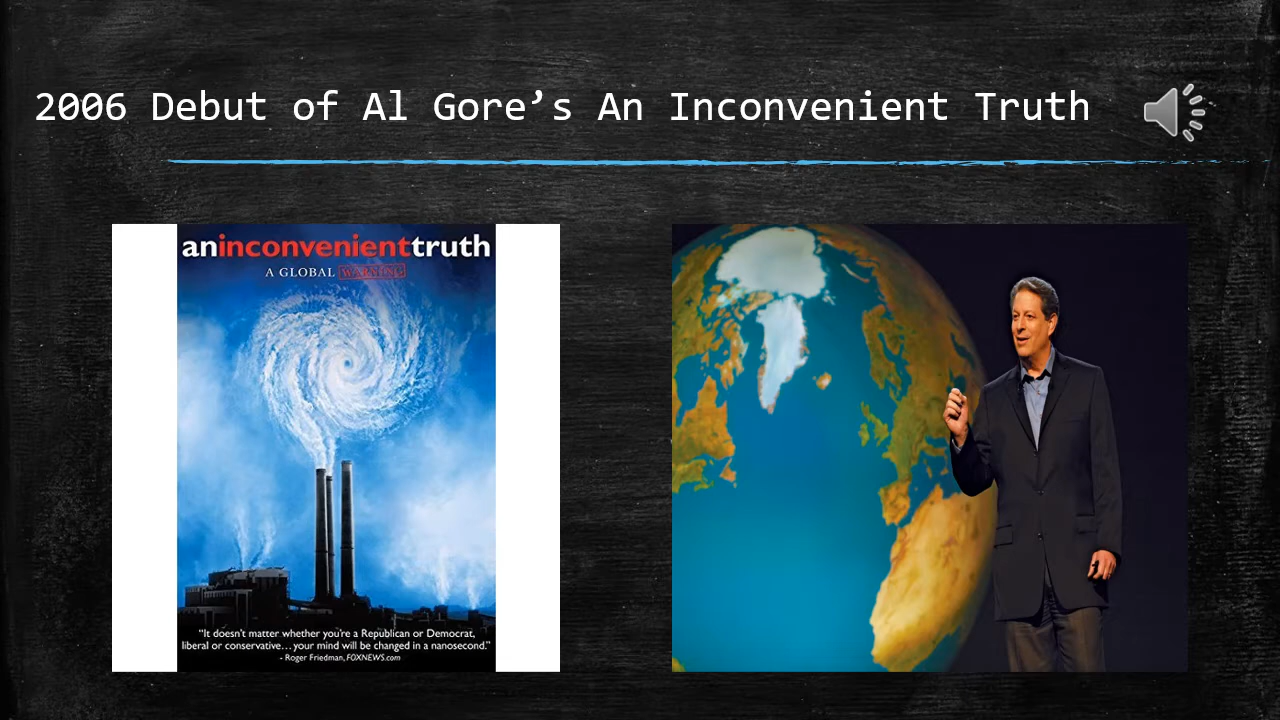 2006 Debut of Al Gore’s An Inconvenient Truth
aninconvenienttruth
A GLOBAL WARNING
“It doesn’t matter whether you’re a Republican or Democrat,
liberal or conservative…your mind will be changed in a nanosecond.”
- Roger Friedman, FOXNEWS.com